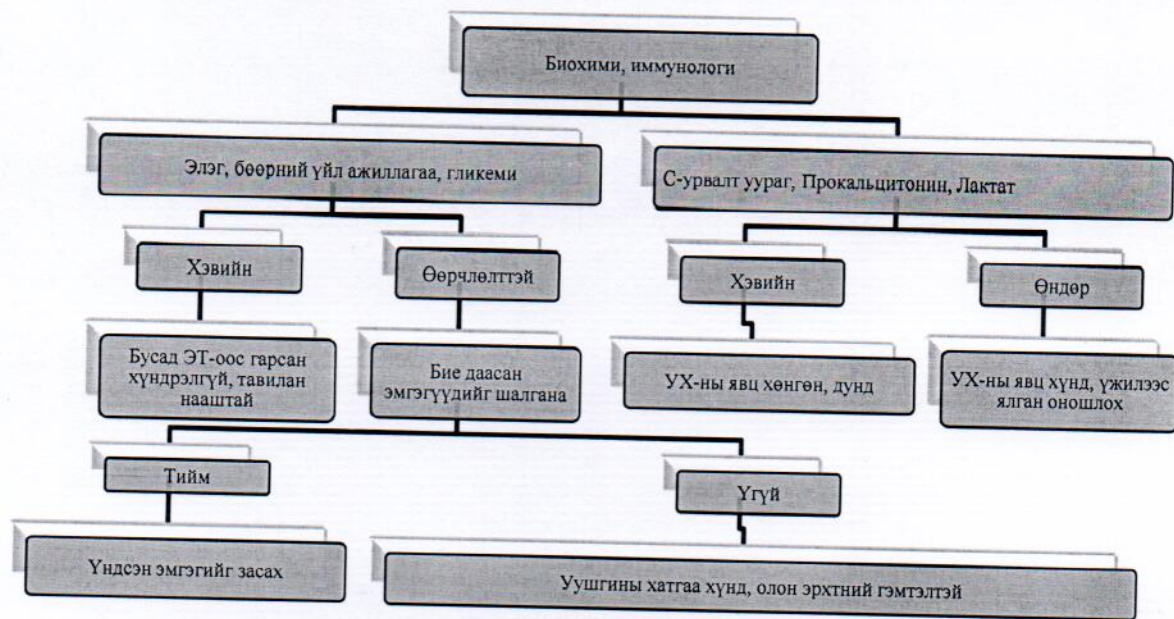 Биохими, иммунологи
Элэг, бөөрний үйл ажиллагаа, гликеми
С-урвалт уураг, Прокальцитонин, Лактат
Хэвийн
Өөрчлөлттэй
Хэвийн
Өндөр
Бусад ЭТ-оос гарсан
хүндрэлгүй, тавилан
нааштай
Бие даасан
эмгэгүүдийг шалгана
УХ-ны явц хөнгөн, дунд
УХ-ны явц хүнд, үжилээс
ялган оношлох
Тийм
Үгүй
Үндсэн эмгэгийг засах
Уушгины хатгаа хүнд, олон эрхтний гэмтэлтэй